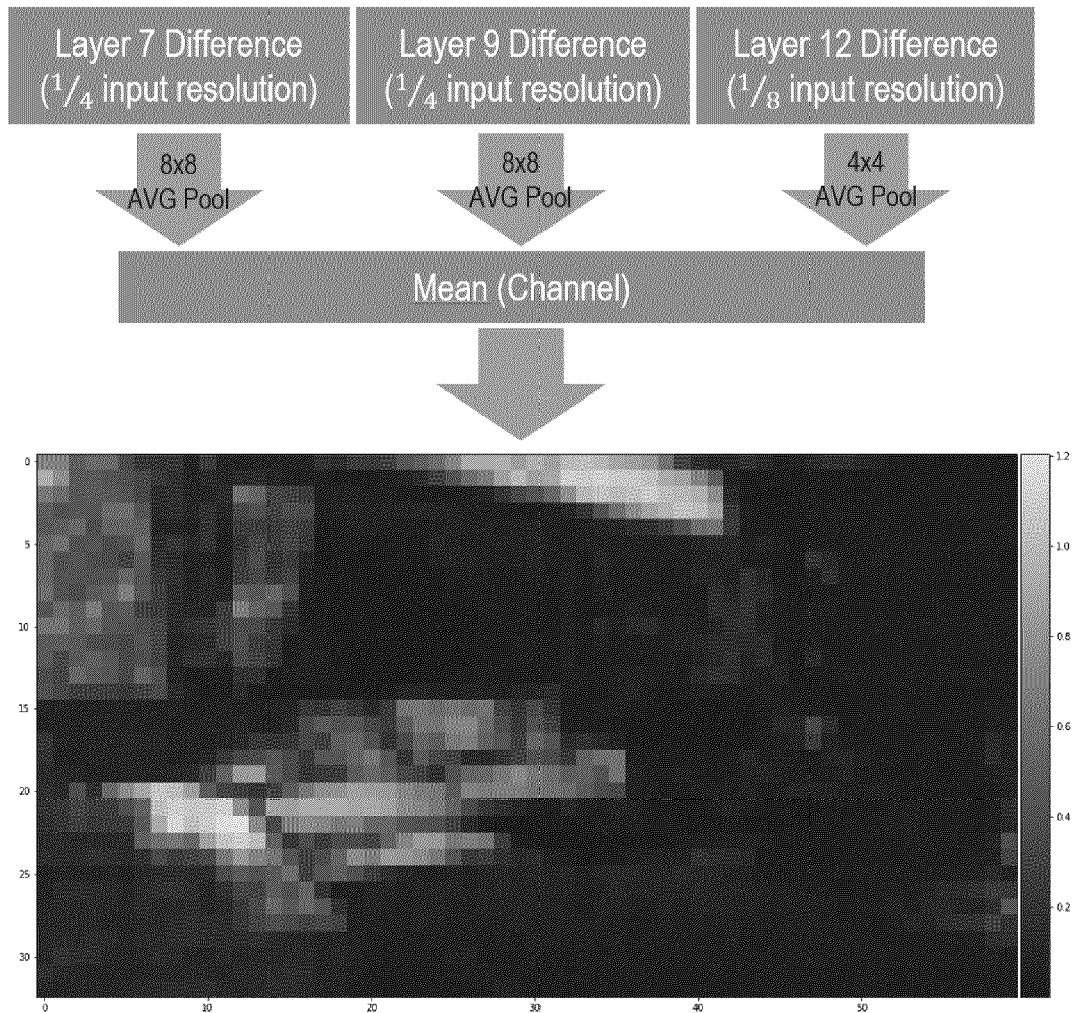 Layer 7 Difference
(1/4 input resolution)
Layer 9 Difference
(1/4 input resolution)
Layer 12 Difference
(1/8 input resolution)
8x8
AVG Pool
8x8
AVG Pool
4x4
AVG Pool
Mean (Channel)
0
5
10
15
20
25
30
0
10
20
30
40
50
1.2
1.0
0.8
0.6
0.4
0.2